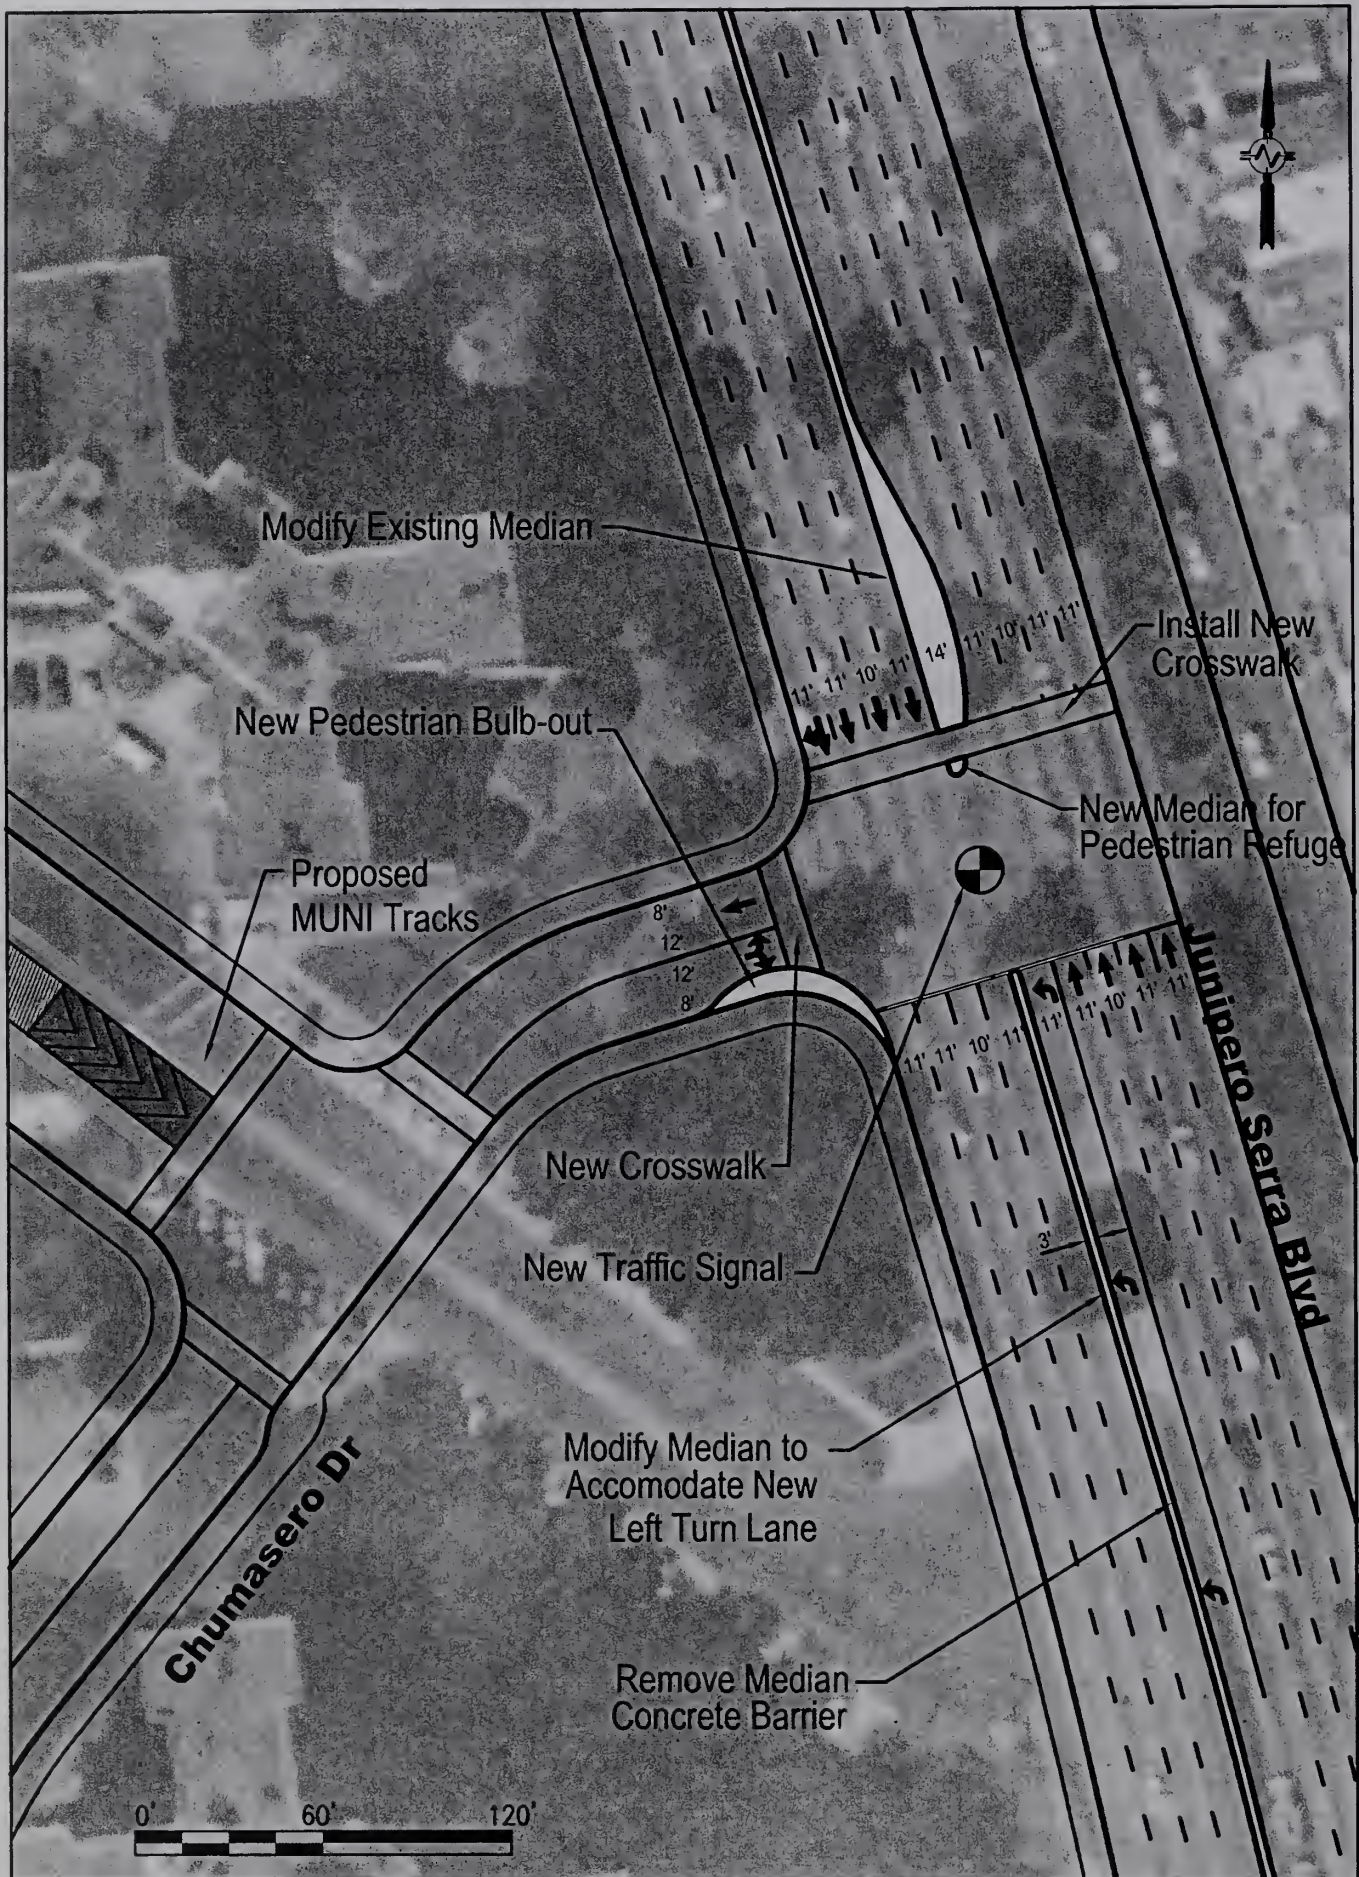 Modify Existing Median
11' 11' 10' 11' 14' 11' 10' 11' 11'
Install New
Crosswalk
New Pedestrian Bulb-out
New Median for
Pedestrian Refuge
Proposed
MUNI Tracks
8'
12'
12'
8'
11' 11' 10' 11' 11' 11' 10' 11' 11'
Junipero Serra Blvd
New Crosswalk
3'
New Traffic Signal
Modify Median to
Accomodate New
Left Turn Lane
Chumasero Dr
Remove Median
Concrete Barrier
0' 60' 120'